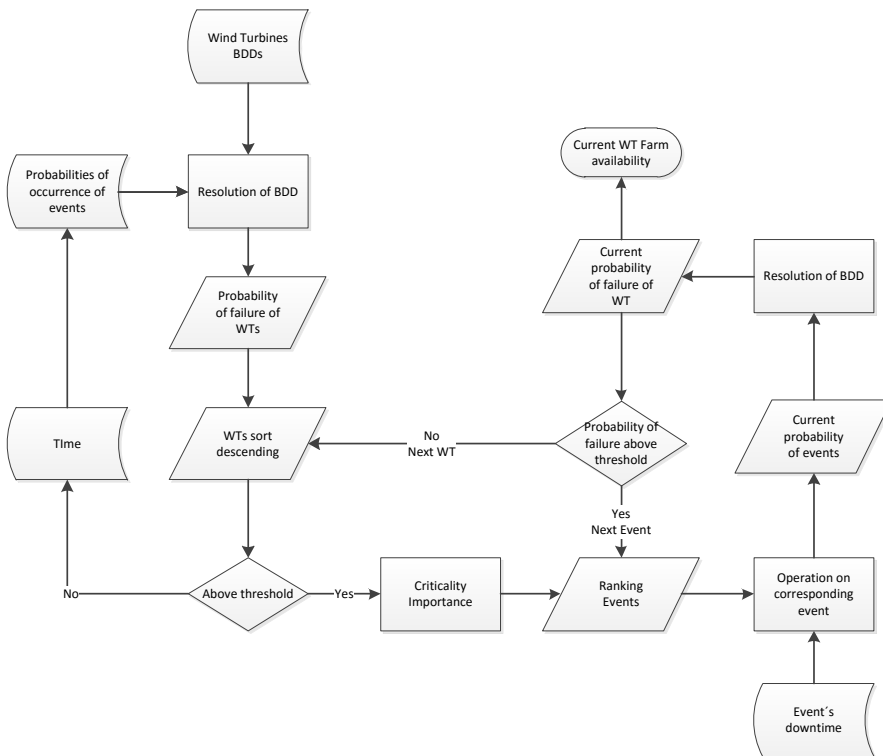 Wind Turbines
BDDs
Probabilities of
occurrence of
events
Resolution of BDD
Current WT Farm
availability
Probability
of failure of
WTs
Current
probability
of failure of
WT
Resolution of BDD
TIme
WTs sort
descending
No
Next WT
Probability of
failure above
threshold
Current
probability
of events
Yes
Next Event
No
Above threshold
Yes
Criticality
Importance
Ranking
Events
Operation on
corresponding
event
Event´s
downtime